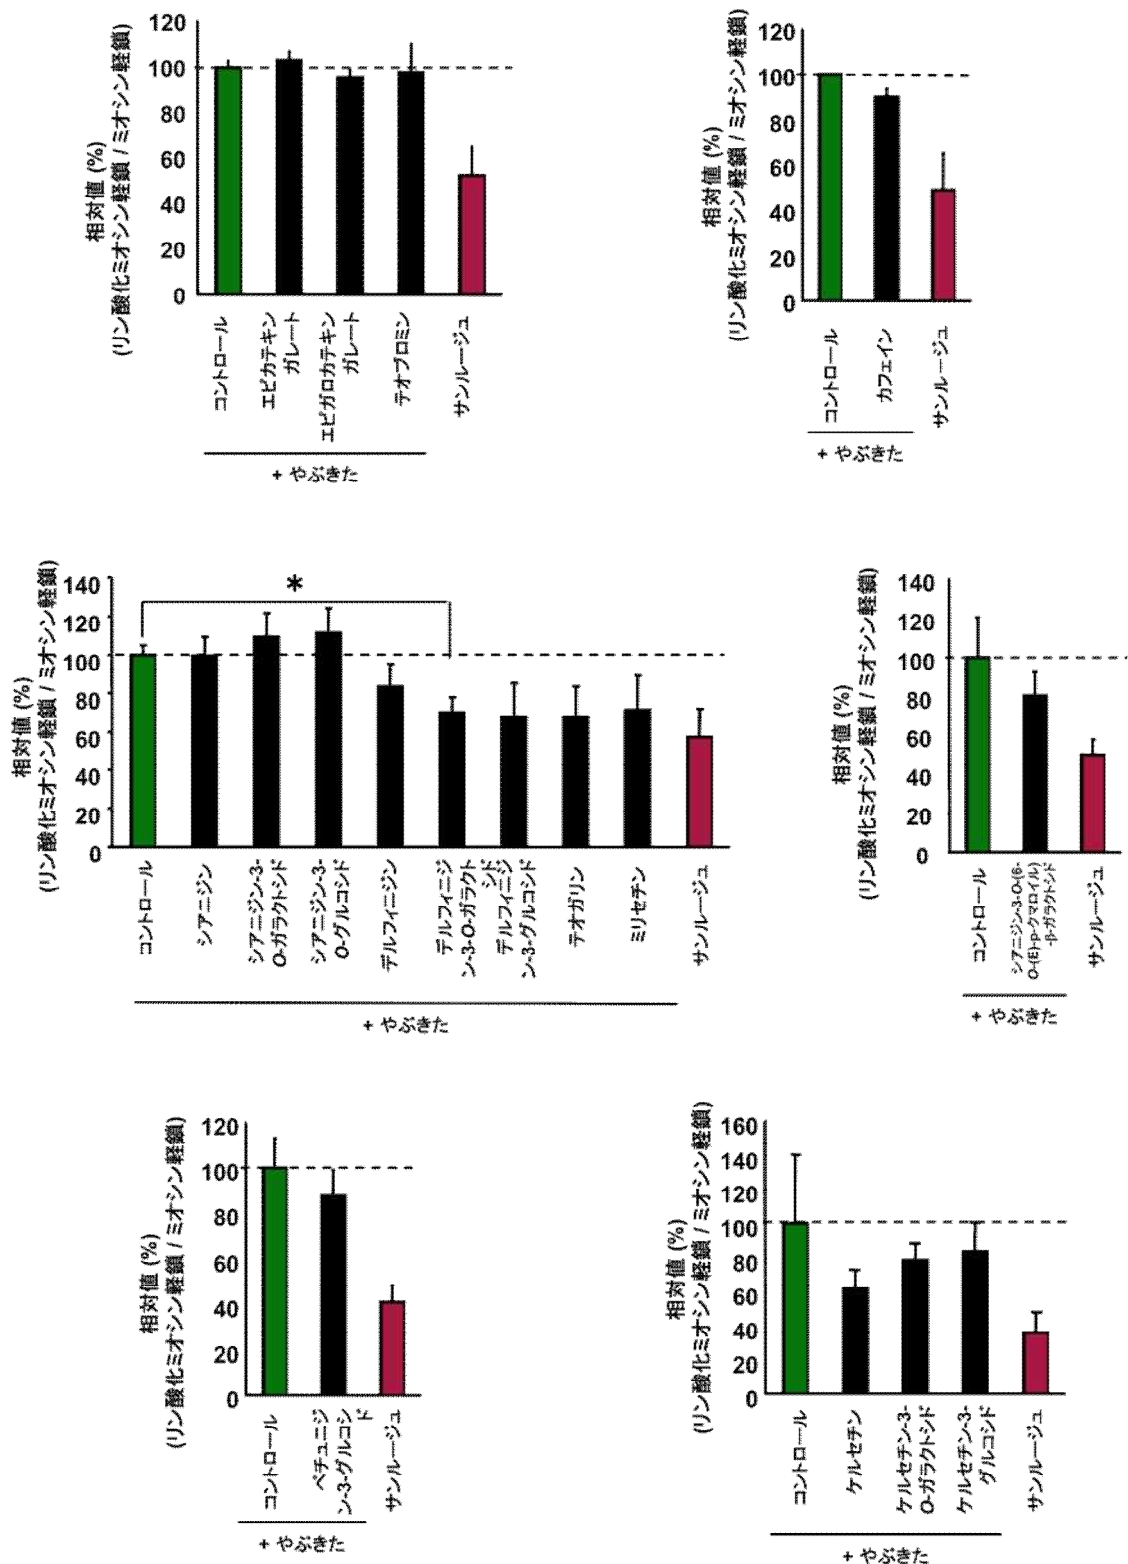 相対値 (%)
(リン酸化ミオシン軽鎖 / ミオシン軽鎖)
120
100
80
60
40
20
0
コントロール
エピカテキン
ガレート
エピガロカテキン
ガレート
テオブロミン
サンルージュ
+ やぶきた
相対値 (%)
(リン酸化ミオシン軽鎖 / ミオシン軽鎖)
120
100
80
60
40
20
0
コントロール
カフェイン
サンルージュ
+ やぶきた
相対値 (%)
(リン酸化ミオシン軽鎖 / ミオシン軽鎖)
140
120
100
80
60
40
20
0
*
コントロール
シアニジン
シアニジン-3-
O-ガラクトシド
シアニジン-3-
O-グルコシド
デルフィニジン
デルフィニジ
ン-3-O-ガラクト
シド
デルフィニジ
ン-3-グルコシド
テオガリン
ミリセチン
サンルージュ
+ やぶきた
相対値 (%)
(リン酸化ミオシン軽鎖 / ミオシン軽鎖)
140
120
100
80
60
40
20
0
コントロール
シアニジン-3-O-(6-
O-(E)-p-クマロイル)
-β-ガラクトシド
サンルージュ
+ やぶきた
相対値 (%)
(リン酸化ミオシン軽鎖 / ミオシン軽鎖)
120
100
80
60
40
20
0
コントロール
ペチュニジ
ン-3-グルコシ
ド
サンルージュ
+ やぶきた
相対値 (%)
(リン酸化ミオシン軽鎖 / ミオシン軽鎖)
160
140
120
100
80
60
40
20
0
コントロール
ケルセチン
ケルセチン-3-
O-ガラクトシド
ケルセチン-3-
グルコシド
サンルージュ
+ やぶきた